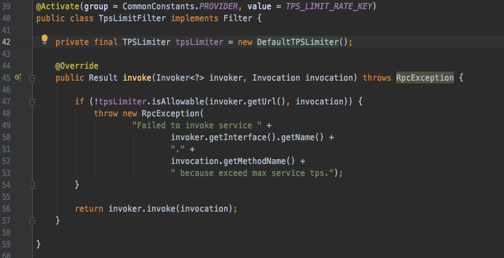 39 @Activate(group = CommonConstants.PROVIDER, value = TPS_LIMIT_RATE_KEY)
40 public class TpsLimitFilter implements Filter {
41
42 private final TPSLimiter tpsLimiter = new DefaultTPSLimiter();
43
44 @Override
45 public Result invoke(Invoker<?> invoker, Invocation invocation) throws RpcException {
46
47 if (!tpsLimiter.isAllowable(invoker.getUrl(), invocation)) {
48 throw new RpcException(
49 "Failed to invoke service " +
50 invoker.getInterface().getName() +
51 "." +
52 invocation.getMethodName() +
53 " because exceed max service tps.");
54 }
55
56 return invoker.invoke(invocation);
57 }
58
59 }
60